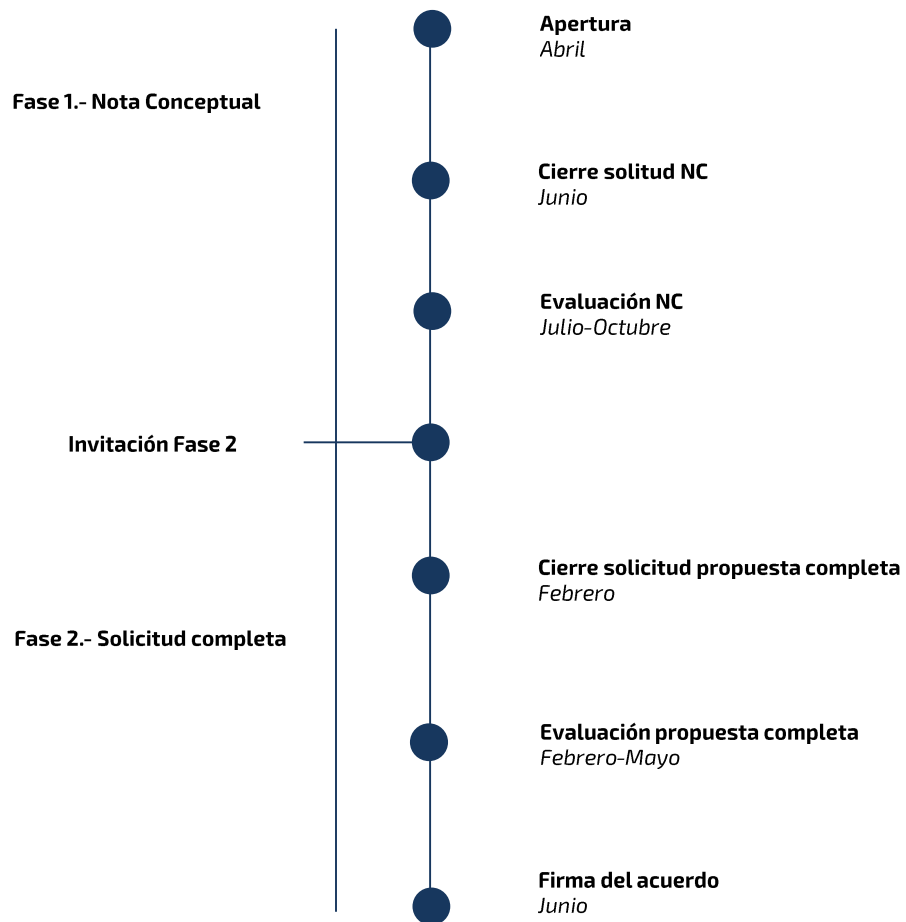 Apertura
Abril
Fase 1.- Nota Conceptual
Cierre solitud NC
Junio
Evaluación NC
Julio-Octubre
Invitación Fase 2
Cierre solicitud propuesta completa
Febrero
Fase 2.- Solicitud completa
Evaluación propuesta completa
Febrero-Mayo
Firma del acuerdo
Junio